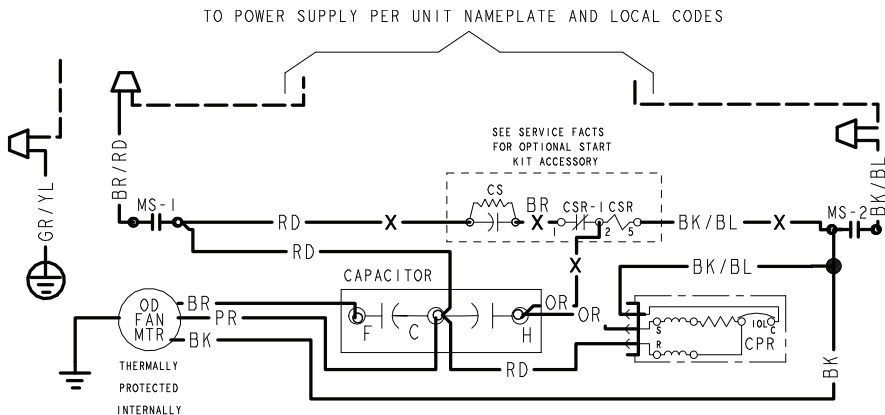 TO POWER SUPPLY PER UNIT NAMEPLATE AND LOCAL CODES
SEE SERVICE FACTS
FOR OPTIONAL START
KIT ACCESSORY
BR/RD
GR/YL
BK/BL
MS-1
CS
BR
CSR-1 CSR
MS-2
RD
X
X
1
2
5
BK/BL
X
RD
X
BK/BL
CAPACITOR
OR
OR
F
C
H
OD
FAN
MTR
BR
PR
BK
S
R
IOL
C
CPR
RD
BK
THERMALLY
PROTECTED
INTERNALLY